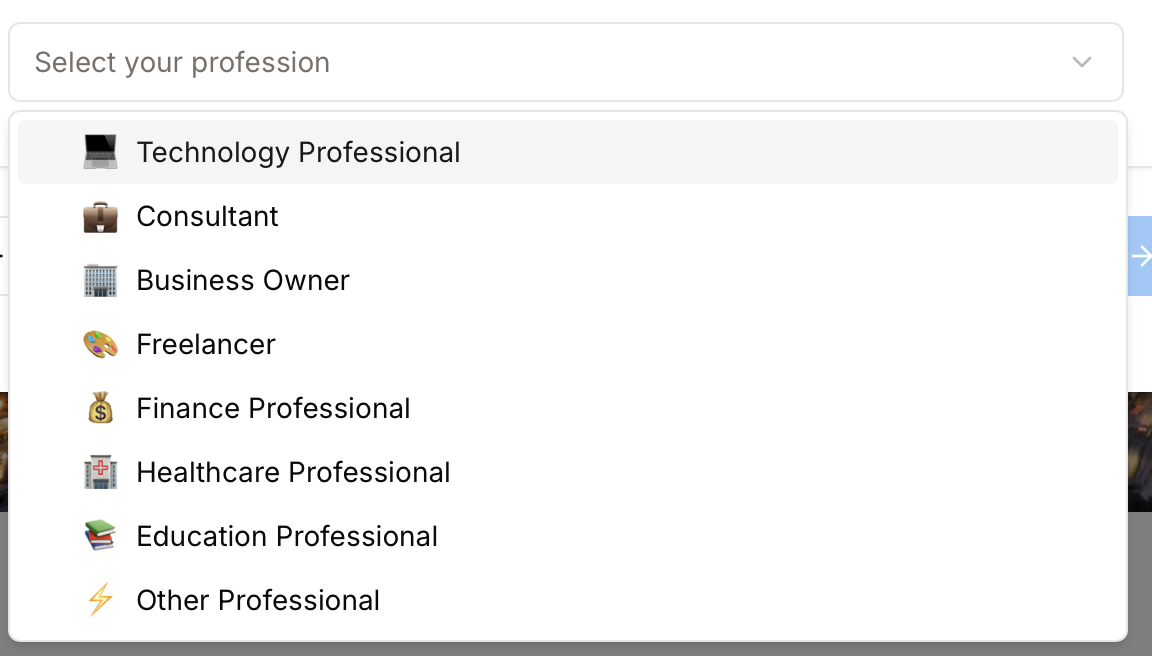 Select your profession
Technology Professional
Consultant
Business Owner
Freelancer
Finance Professional
Healthcare Professional
Education Professional
Other Professional